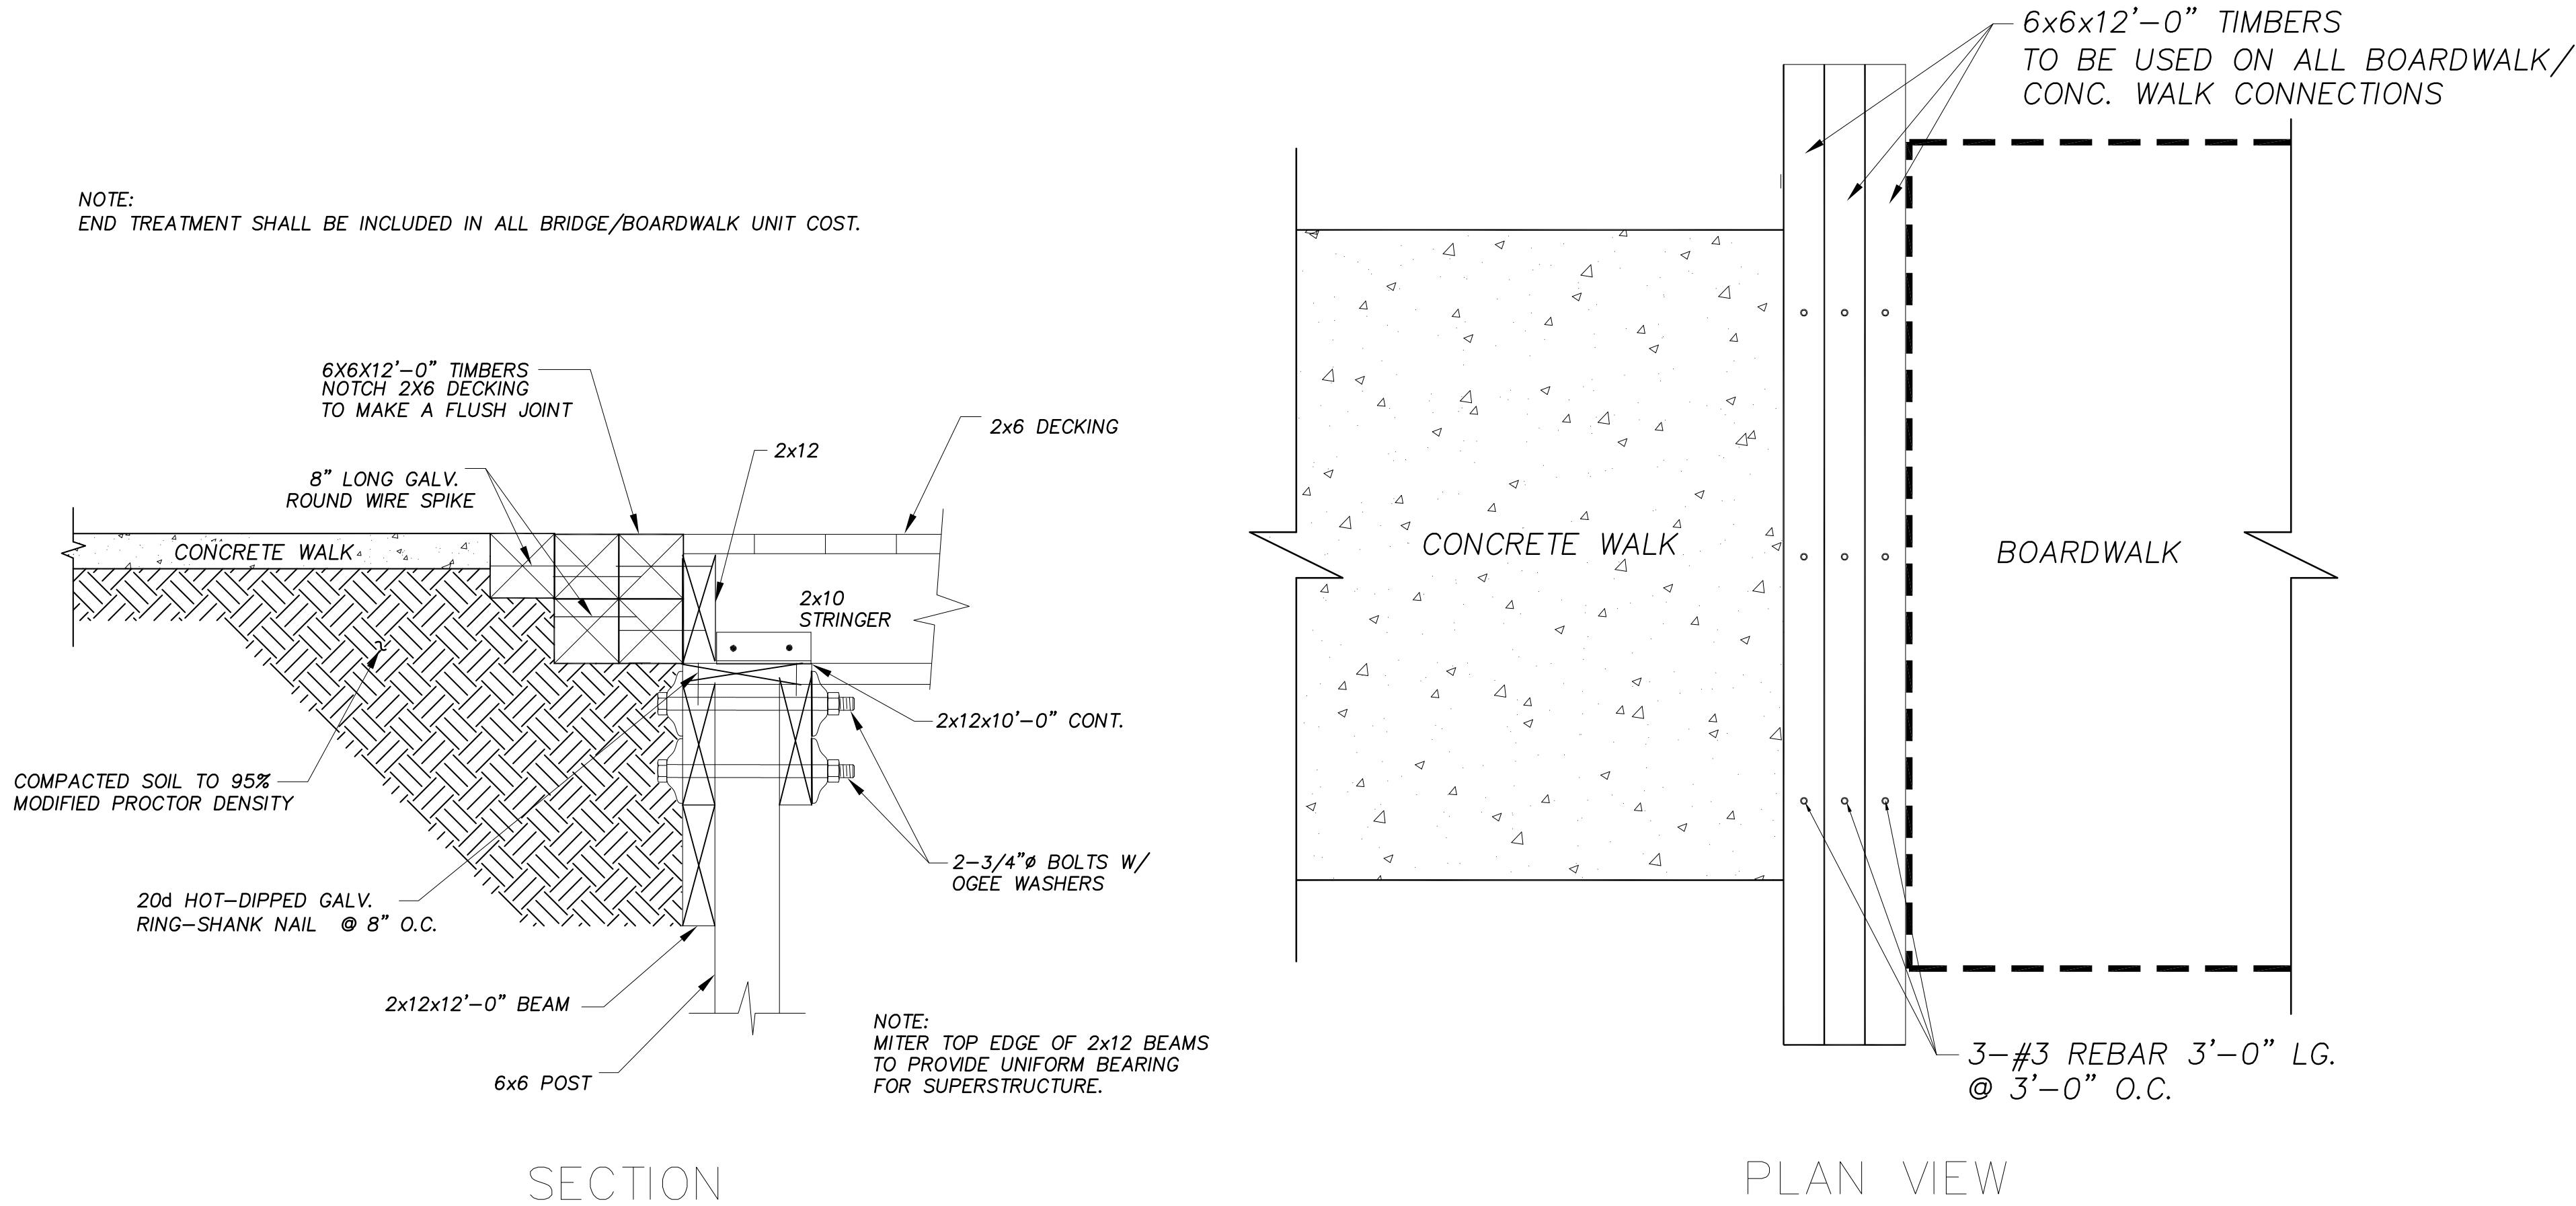 NOTE:
END TREATMENT SHALL BE INCLUDED IN ALL BRIDGE/BOARDWALK UNIT COST.
6X6X12'-0" TIMBERS
NOTCH 2X6 DECKING
TO MAKE A FLUSH JOINT
2x6 DECKING
2x12
8" LONG GALV.
ROUND WIRE SPIKE
CONCRETE WALK
2x10
STRINGER
2x12x10'-0" CONT.
COMPACTED SOIL TO 95%
MODIFIED PROCTOR DENSITY
2-3/4"ø BOLTS W/
OGEE WASHERS
20d HOT-DIPPED GALV.
RING-SHANK NAIL @ 8" O.C.
2x12x12'-0" BEAM
6x6 POST
NOTE:
MITER TOP EDGE OF 2x12 BEAMS
TO PROVIDE UNIFORM BEARING
FOR SUPERSTRUCTURE.
SECTION
6x6x12'-0" TIMBERS
TO BE USED ON ALL BOARDWALK/
CONC. WALK CONNECTIONS
CONCRETE WALK
BOARDWALK
3-#3 REBAR 3'-0" LG.
@ 3'-0" O.C.
PLAN VIEW